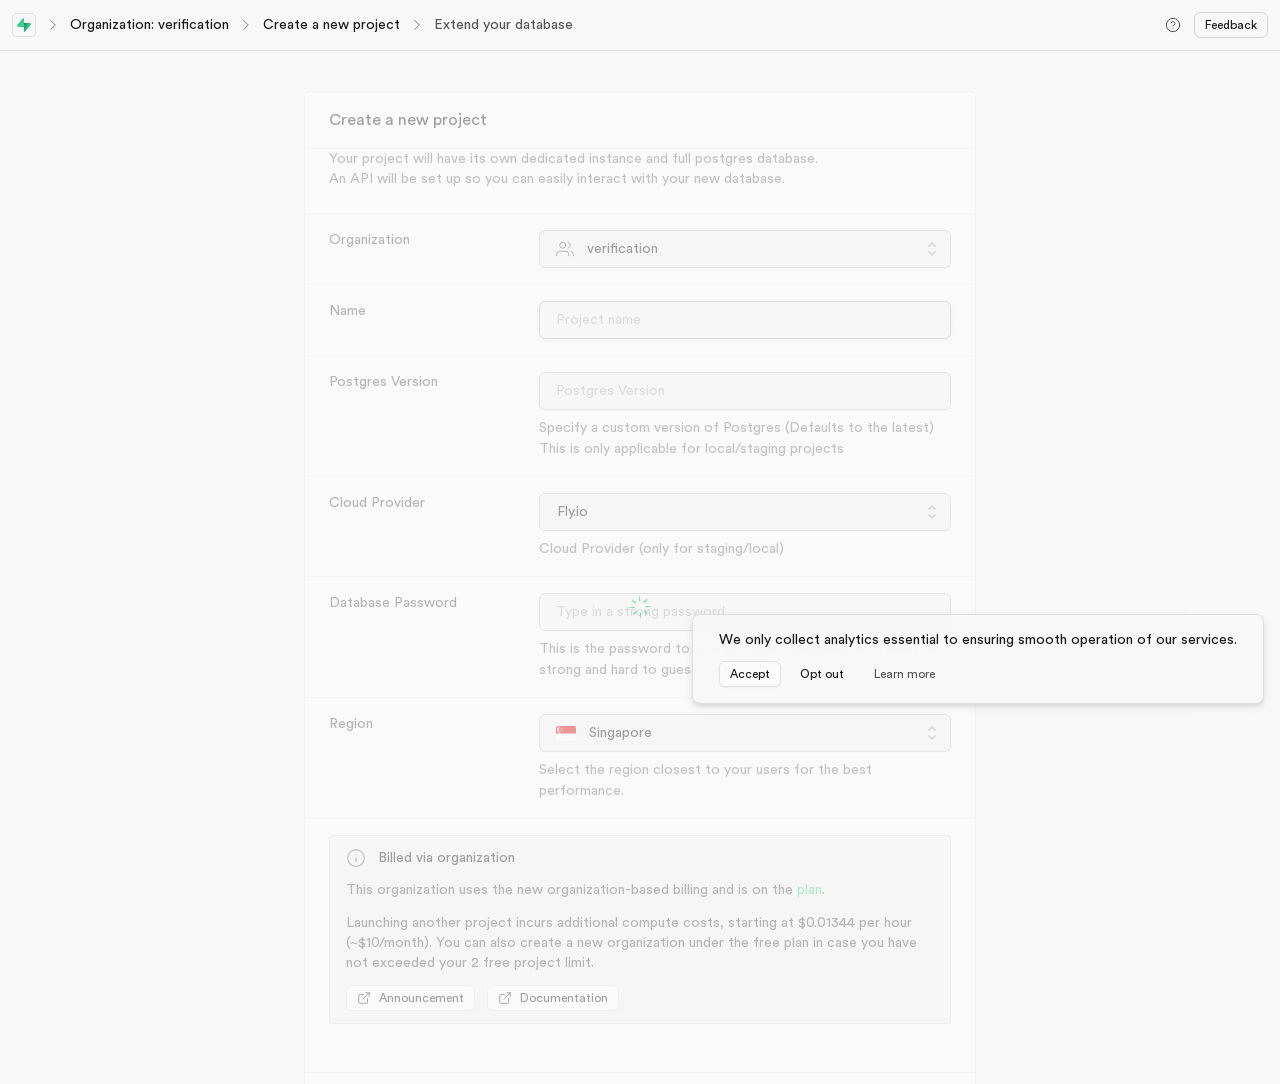 Organization: verification
Create a new project
Extend your database
Feedback
Create a new project
Your project will have its own dedicated instance and full postgres database.
An API will be set up so you can easily interact with your new database.
Organization
verification
Name
Project name
Postgres Version
Postgres Version
Specify a custom version of Postgres (Defaults to the latest)
This is only applicable for local/staging projects
Cloud Provider
Fly.io
Cloud Provider (only for staging/local)
Database Password
Type in a strong password
This is the password to
strong and hard to gues
We only collect analytics essential to ensuring smooth operation of our services.
Accept
Opt out
Learn more
Region
Singapore
Select the region closest to your users for the best
performance.
Billed via organization
This organization uses the new organization-based billing and is on the plan.
Launching another project incurs additional compute costs, starting at $0.01344 per hour
(~$10/month). You can also create a new organization under the free plan in case you have
not exceeded your 2 free project limit.
Announcement
Documentation